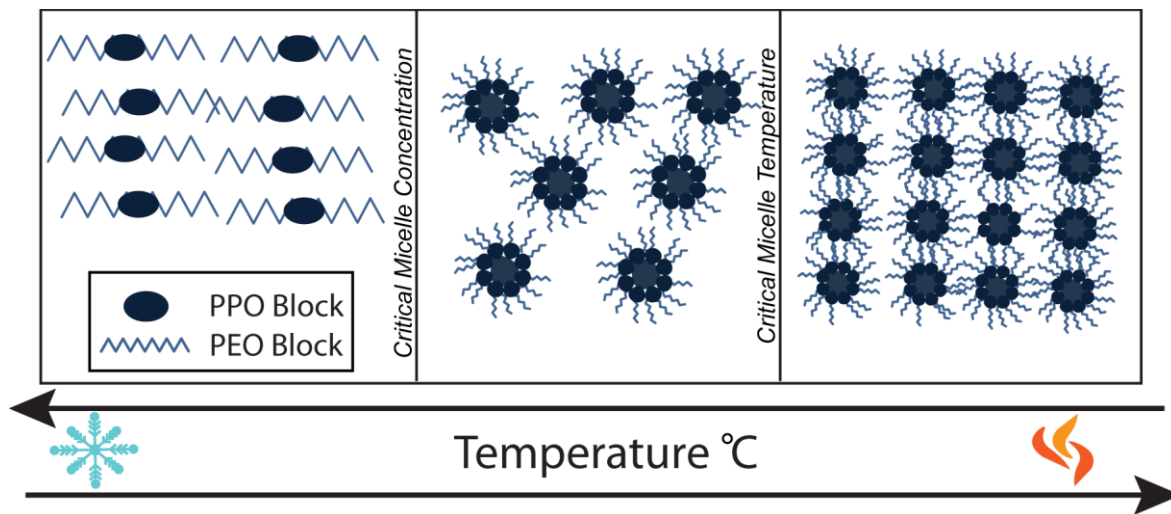 Critical Micelle Concentration
Critical Micelle Temperature
PPO Block
PEO Block
Temperature °C